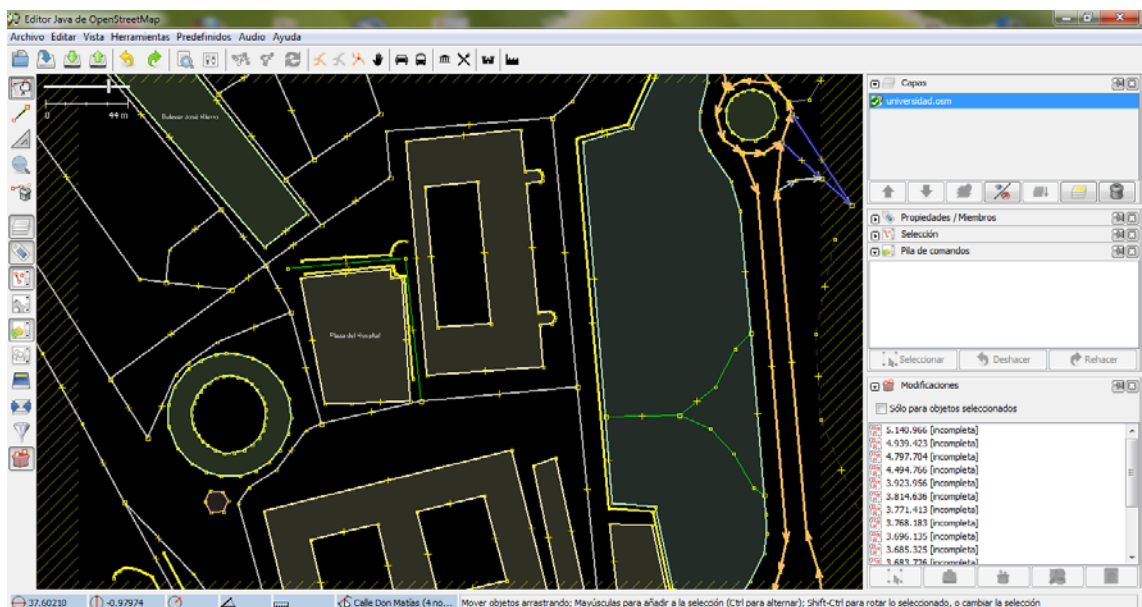 Editor Java de OpenStreetMap
Archivo Editar Vista Herramientas Predefinidos Audio Ayuda
0 44 m
Bulevar José Hierro
Plaza del Hospital
Capas
universidad.osm
Propiedades / Miembros
Selección
Pila de comandos
Seleccionar Deshacer Rehacer
Modificaciones
Sólo para objetos seleccionados
5.140.966 [incompleta]
4.939.423 [incompleta]
4.797.704 [incompleta]
4.494.766 [incompleta]
3.923.956 [incompleta]
3.814.636 [incompleta]
3.771.413 [incompleta]
3.768.183 [incompleta]
3.696.135 [incompleta]
3.685.325 [incompleta]
3.683.726 [incompleta]
37.60210 -0.97974 Calle Don Matías (4 no... Mover objetos arrastrando; Mayúsculas para añadir a la selección (Ctrl para alternar); Shift-Ctrl para rotar lo seleccionado, o cambiar la selección